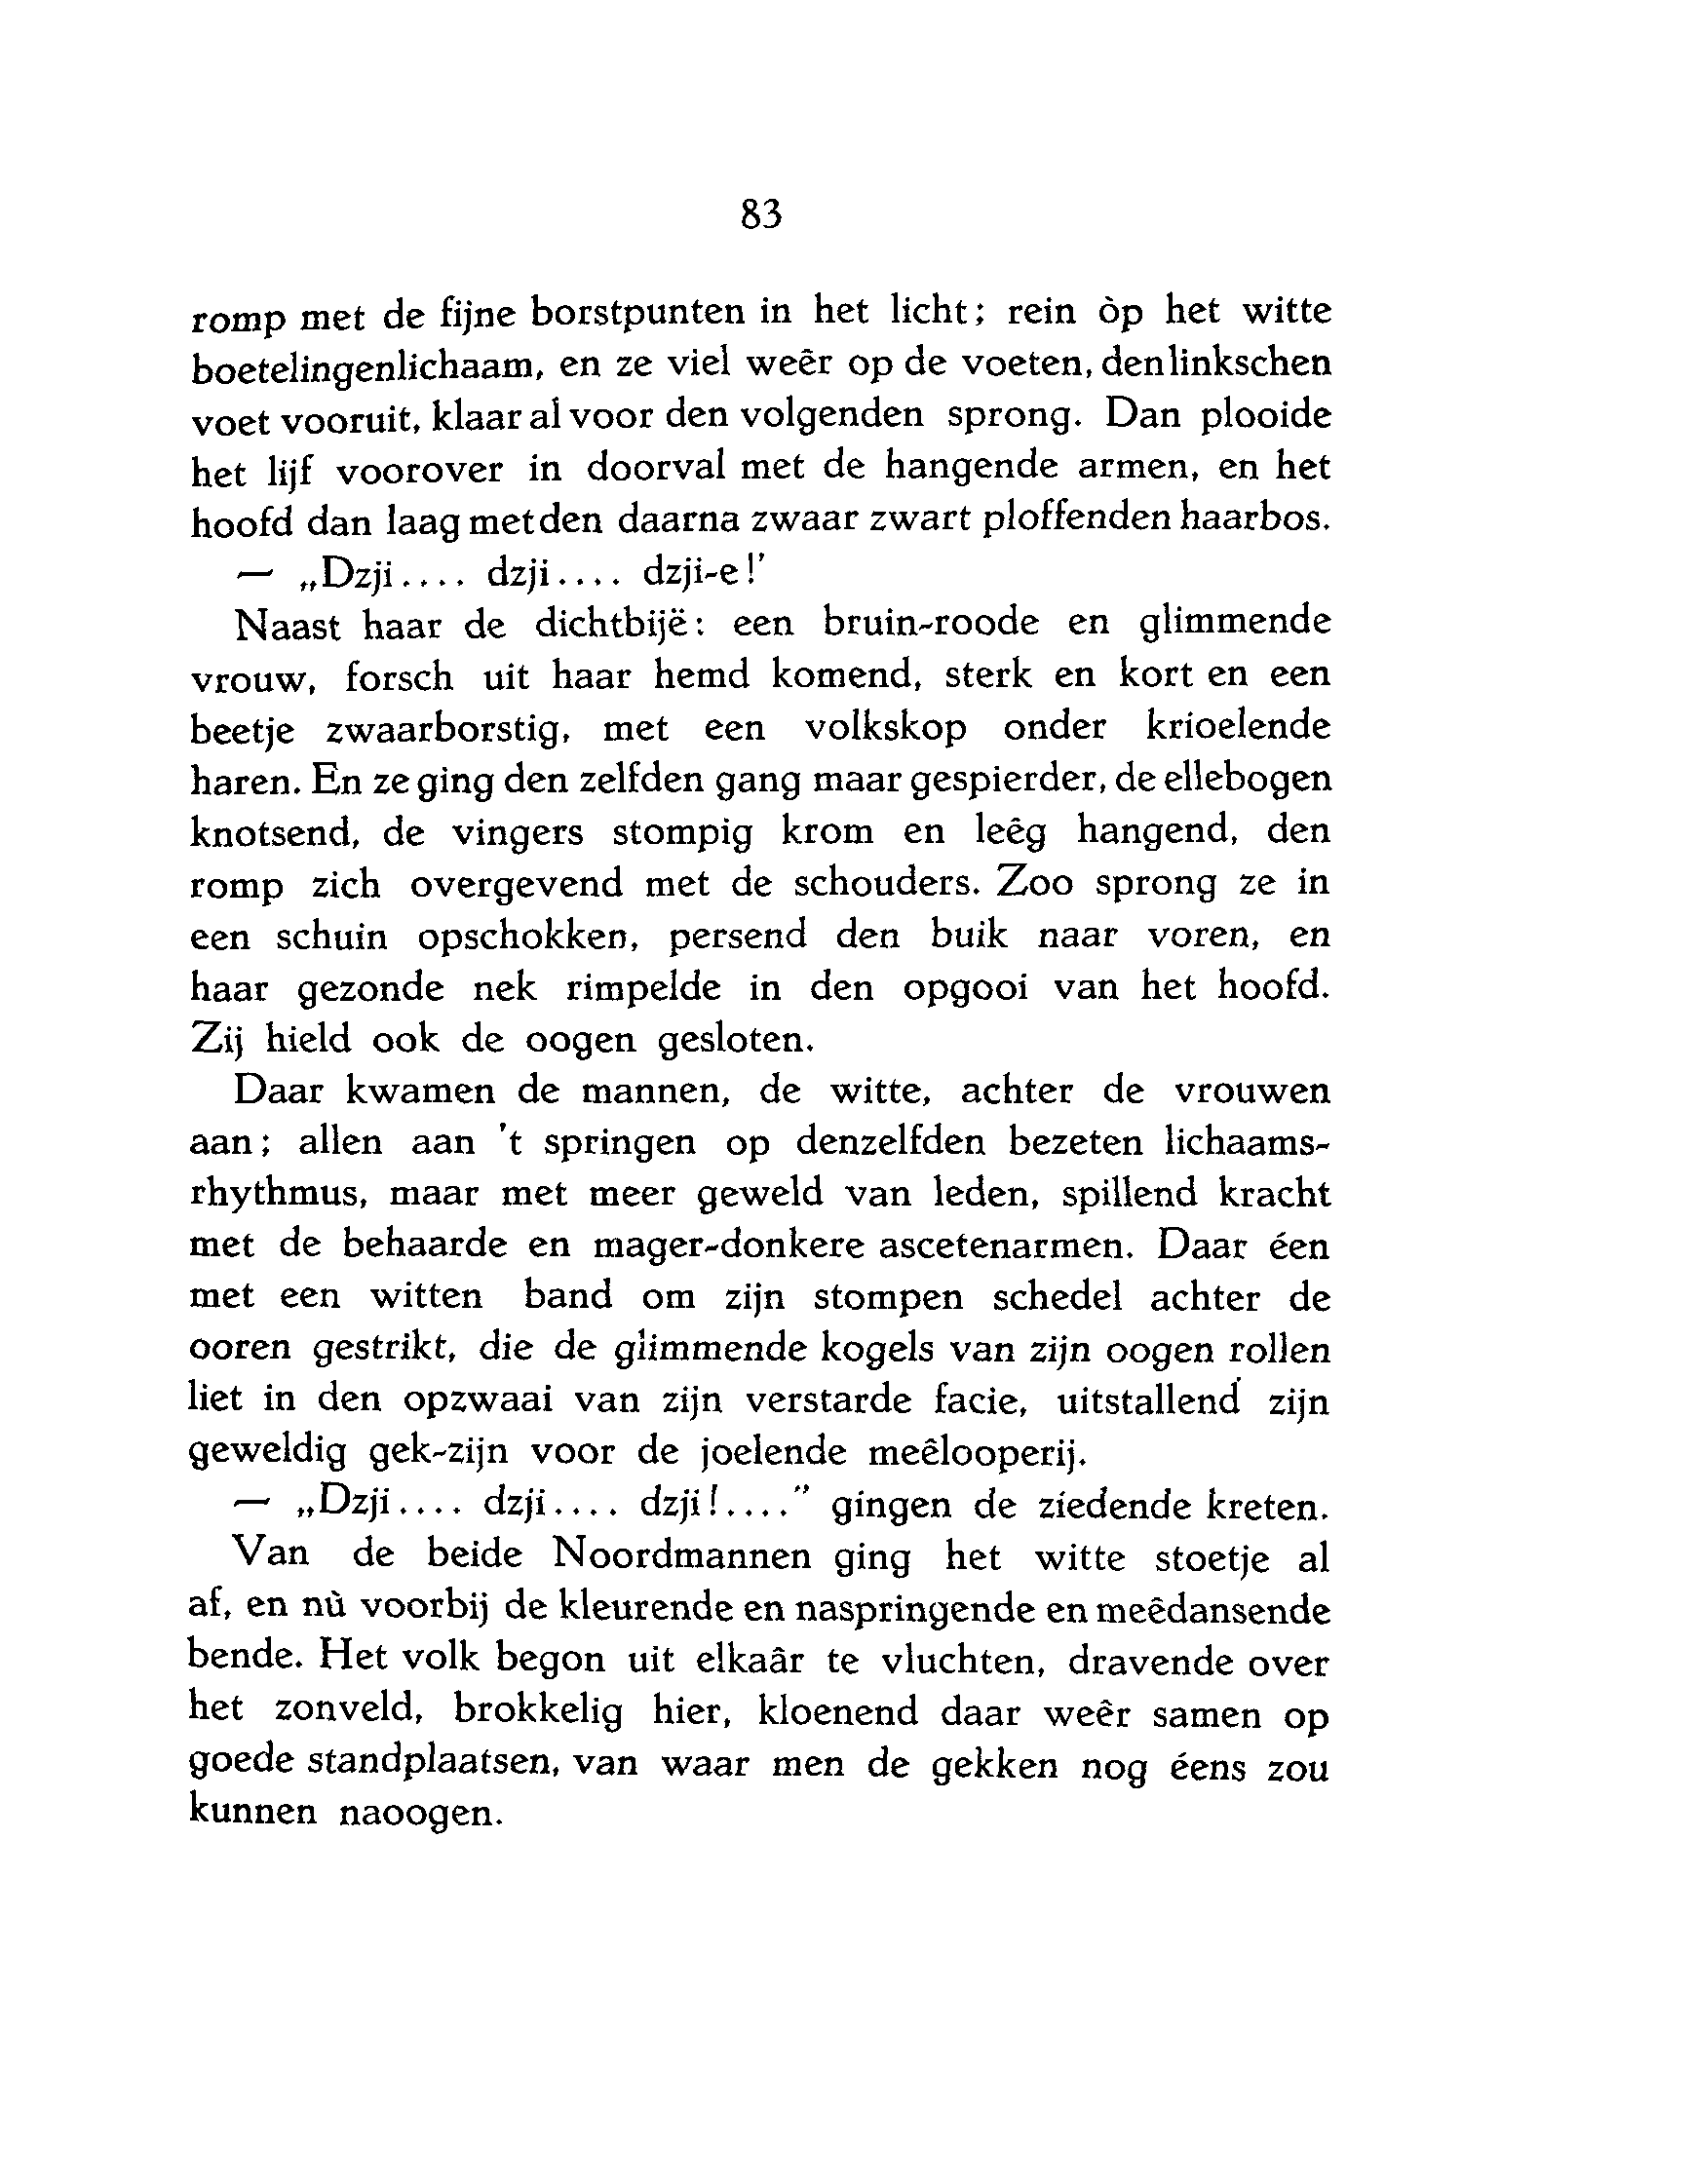 83
romp met de fijne borstpunten in het licht; rein òp het witte
boetelingenlichaam, en ze viel weêr op de voeten, den linkschen
voet vooruit, klaar al voor den volgenden sprong. Dan plooide
het lijf voorover in doorval met de hangende armen, en het
hoofd dan laag met den daarna zwaar zwart ploffenden haarbos.
— „Dzji.... dzji.... dzji-e!'
Naast haar de dichtbijë: een bruin-roode en glimmende
vrouw, forsch uit haar hemd komend, sterk en kort en een
beetje zwaarborstig, met een volkskop onder krioelende
haren. En ze ging den zelfden gang maar gespierder, de ellebogen
knotsend, de vingers stompig krom en leêg hangend, den
romp zich overgevend met de schouders. Zoo sprong ze in
een schuin opschokken, persend den buik naar voren, en
haar gezonde nek rimpelde in den opgooi van het hoofd.
Zij hield ook de oogen gesloten.
Daar kwamen de mannen, de witte, achter de vrouwen
aan; allen aan 't springen op denzelfden bezeten lichaams-
rhythmus, maar met meer geweld van leden, spillend kracht
met de behaarde en mager-donkere ascetenarmen. Daar éen
met een witten band om zijn stompen schedel achter de
ooren gestrikt, die de glimmende kogels van zijn oogen rollen
liet in den opzwaai van zijn verstarde facie, uitstallend zijn
geweldig gek-zijn voor de joelende meêlooperij.
— „Dzji.... dzji.... dzji!...." gingen de ziedende kreten.
Van de beide Noordmannen ging het witte stoetje al
af, en nù voorbij de kleurende en naspringende en meêdansende
bende. Het volk begon uit elkaâr te vluchten, dravende over
het zonveld, brokkelig hier, kloenend daar weêr samen op
goede standplaatsen, van waar men de gekken nog éens zou
kunnen naoogen.